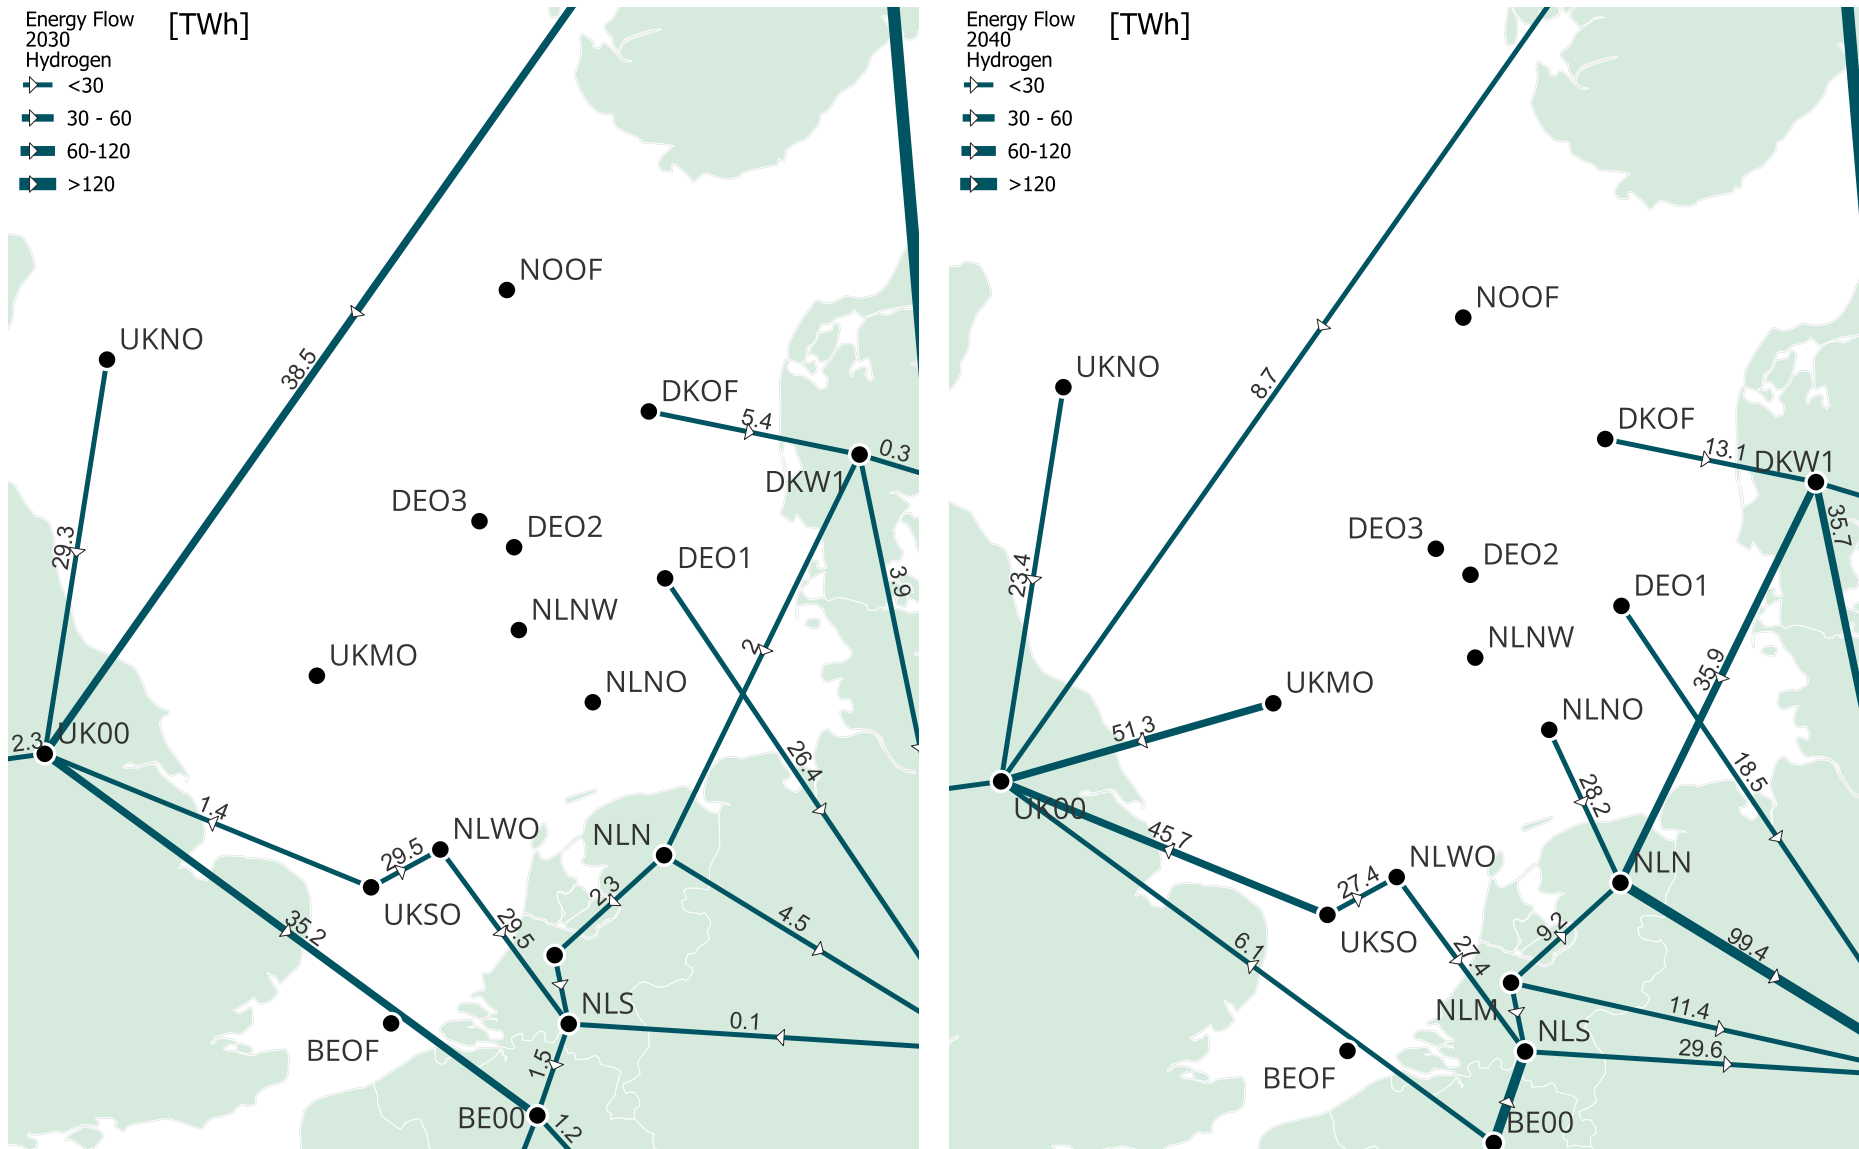 Energy Flow [TWh]
2030
Hydrogen
<30
30 - 60
60-120
>120
NOOF
UKNO
38.5
DKOF
5.4
0.3
DKW1
DEO3
DEO2
29.3
DEO1
3.9
NLNW
2
UKMO
NLNO
UK00
2.3
26.4
1.4
NLWO
NLN
29.5
2.3
UKSO
4.5
35.2
29.5
NLS
0.1
BEOF
1.5
BE00
1.2
Energy Flow [TWh]
2040
Hydrogen
<30
30 - 60
60-120
>120
NOOF
UKNO
8.7
DKOF
13.1
DKW1
35.7
DEO3
DEO2
23.4
DEO1
NLNW
35.9
UKMO
NLNO
51.3
18.5
UK00
28.2
45.7
NLWO
NLN
27.4
9.2
UKSO
6.1
99.4
27.4
NLM
11.4
NLS
29.6
BEOF
BE00